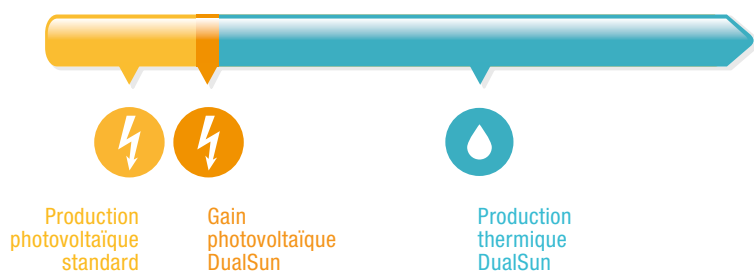 Production
photovoltaïque
standard
Gain
photovoltaïque
DualSun
Production
thermique
DualSun